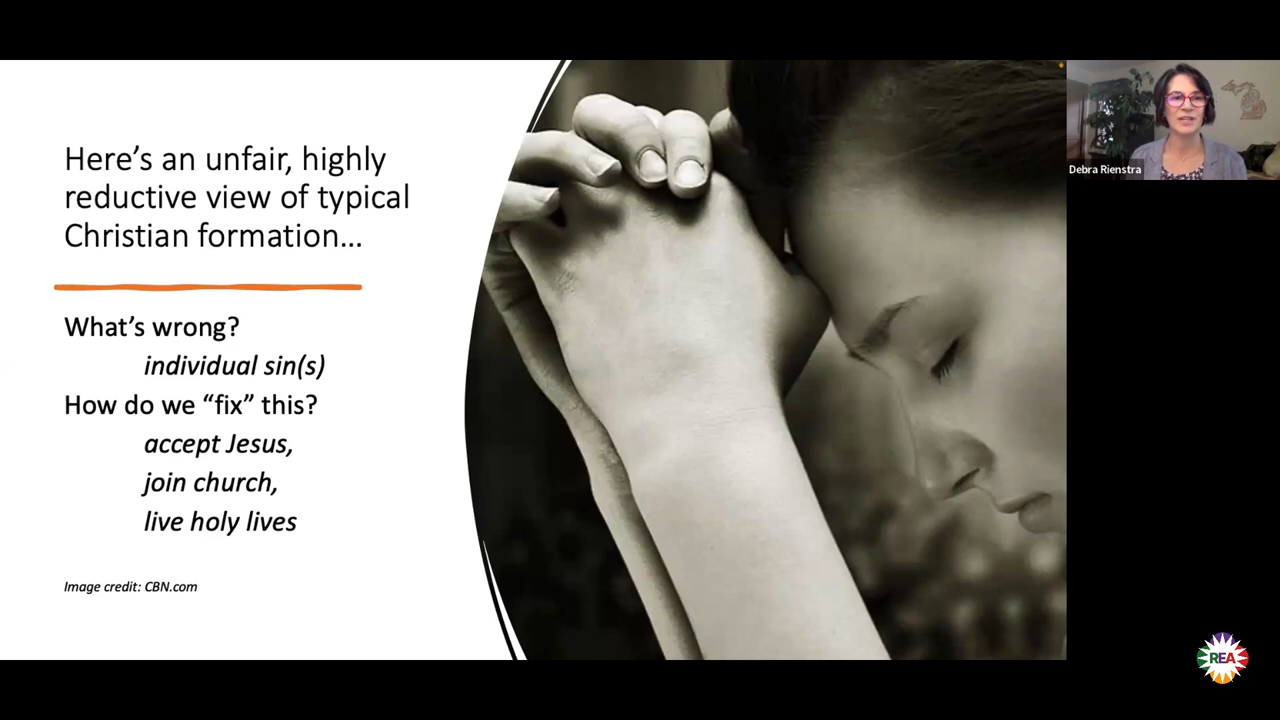 Here’s an unfair, highly
reductive view of typical
Christian formation…
What’s wrong?
individual sin(s)
How do we “fix” this?
accept Jesus,
join church,
live holy lives
Image credit: CBN.com
Debra Rienstra
REA